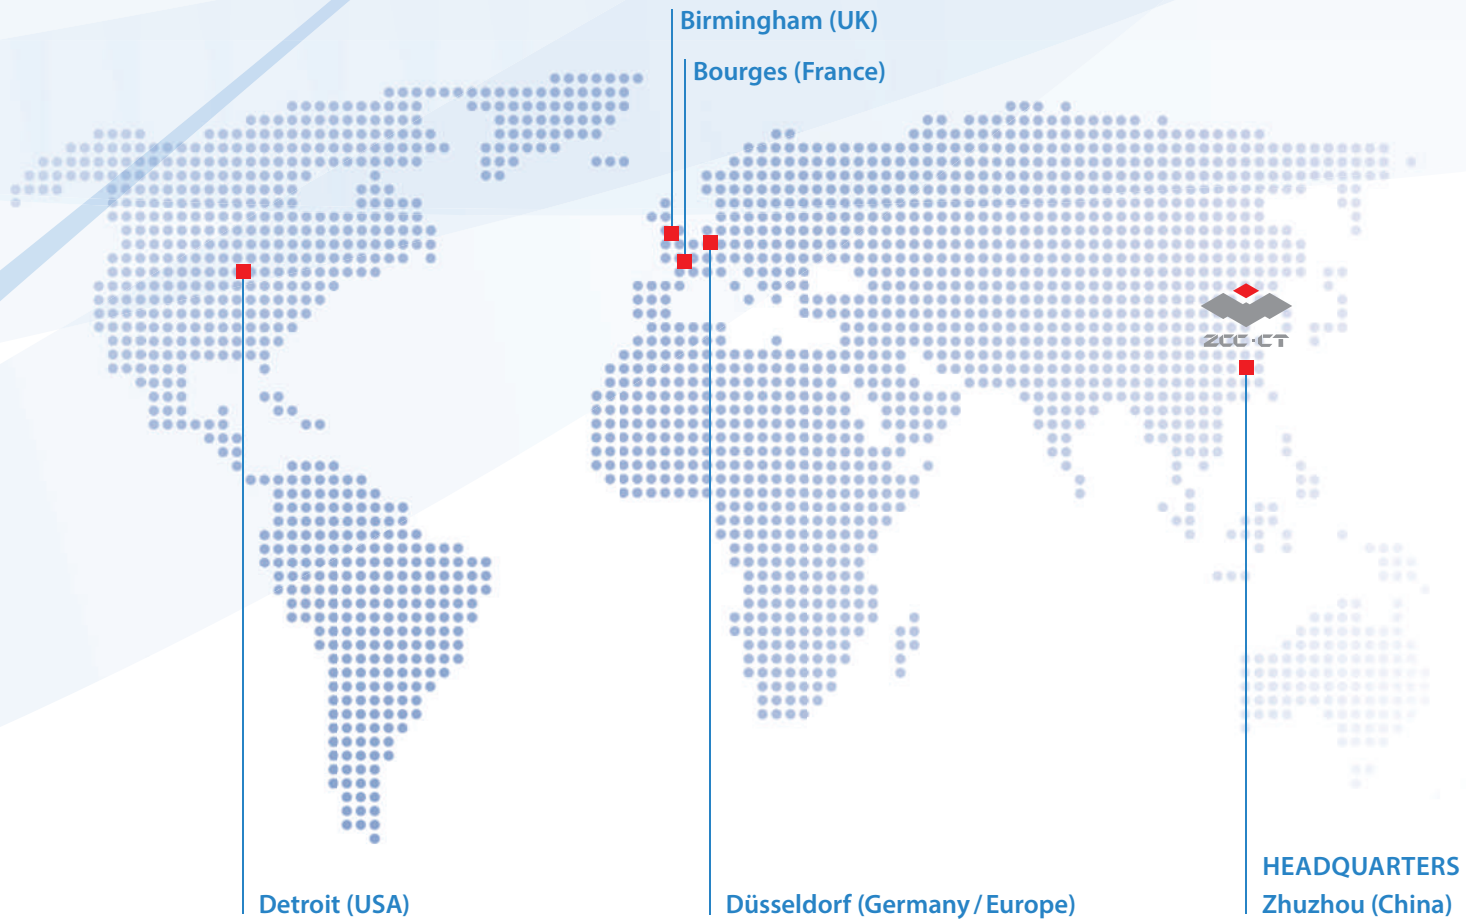 Birmingham (UK)
Bourges (France)
ZCC·CT
HEADQUARTERS
Detroit (USA)
Düsseldorf (Germany / Europe)
Zhuzhou (China)